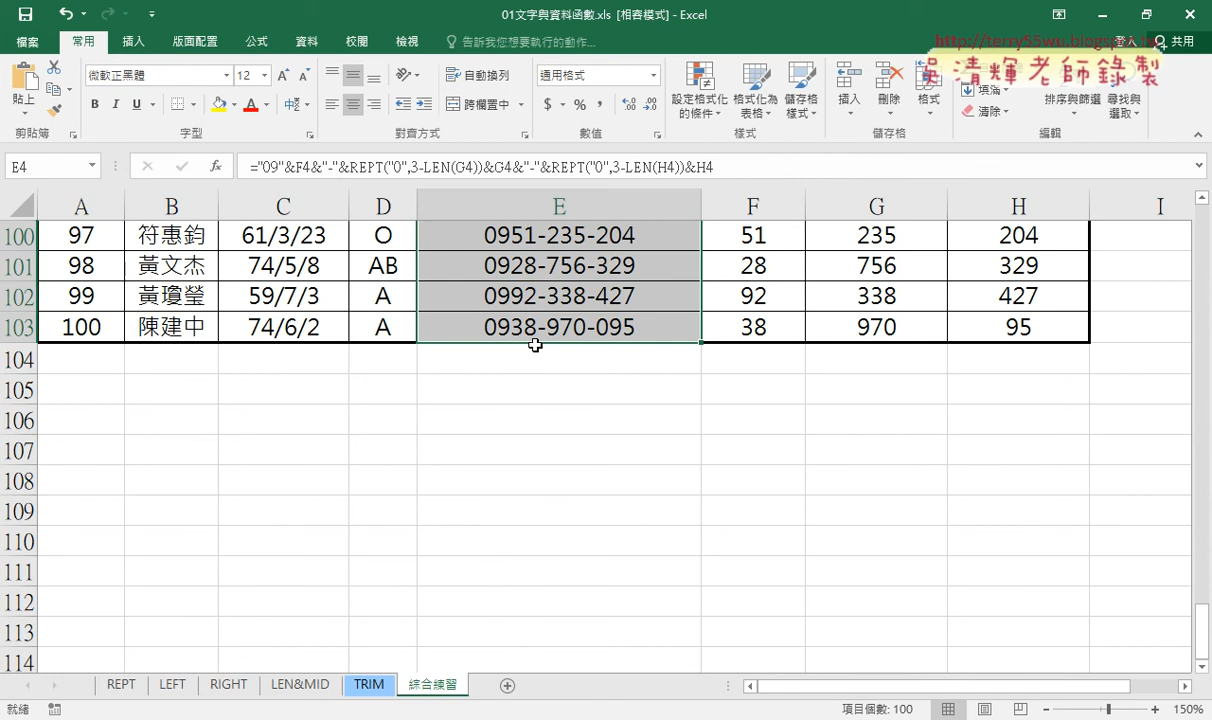 01文字與資料函數.xls [相容模式] - Excel
檔案 常用 插入 版面配置 公式 資料 校閱 檢視 告訴我您想要執行的動作... 登入 共用
http://terry55wu.blogspot.tw
吳清輝老師錄製
貼上 微軟正黑體 12 自動換列 通用格式
B I U 中 跨欄置中 $ % , 設定格式化的條件 格式化為表格 儲存格樣式 插入 刪除 格式 填滿 清除 排序與篩選 尋找與選取
剪貼簿 字型 對齊方式 數值 樣式 儲存格 編輯
E4 fx ="09"&F4&"-"&REPT("0",3-LEN(G4))&G4&"-"&REPT("0",3-LEN(H4))&H4
A B C D E F G H I
100 97 符惠鈞 61/3/23 O 0951-235-204 51 235 204
101 98 黃文杰 74/5/8 AB 0928-756-329 28 756 329
102 99 黃瓊瑩 59/7/3 A 0992-338-427 92 338 427
103 100 陳建中 74/6/2 A 0938-970-095 38 970 95
104
105
106
107
108
109
110
111
112
113
114
REPT LEFT RIGHT LEN&MID TRIM 綜合練習
就緒 項目個數: 100 150%